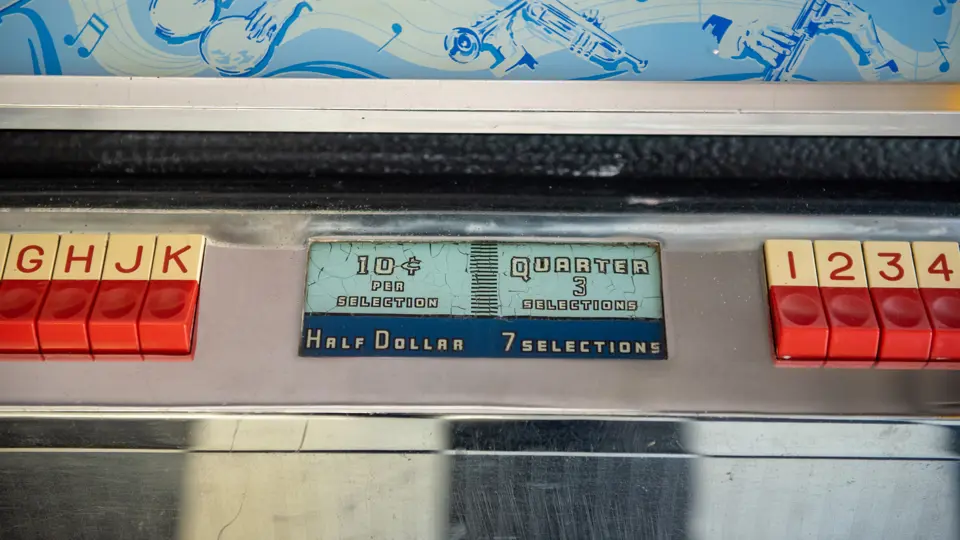 G H J K
10¢
PER
SELECTION
QUARTER
3
SELECTIONS
HALF DOLLAR 7 SELECTIONS
1 2 3 4